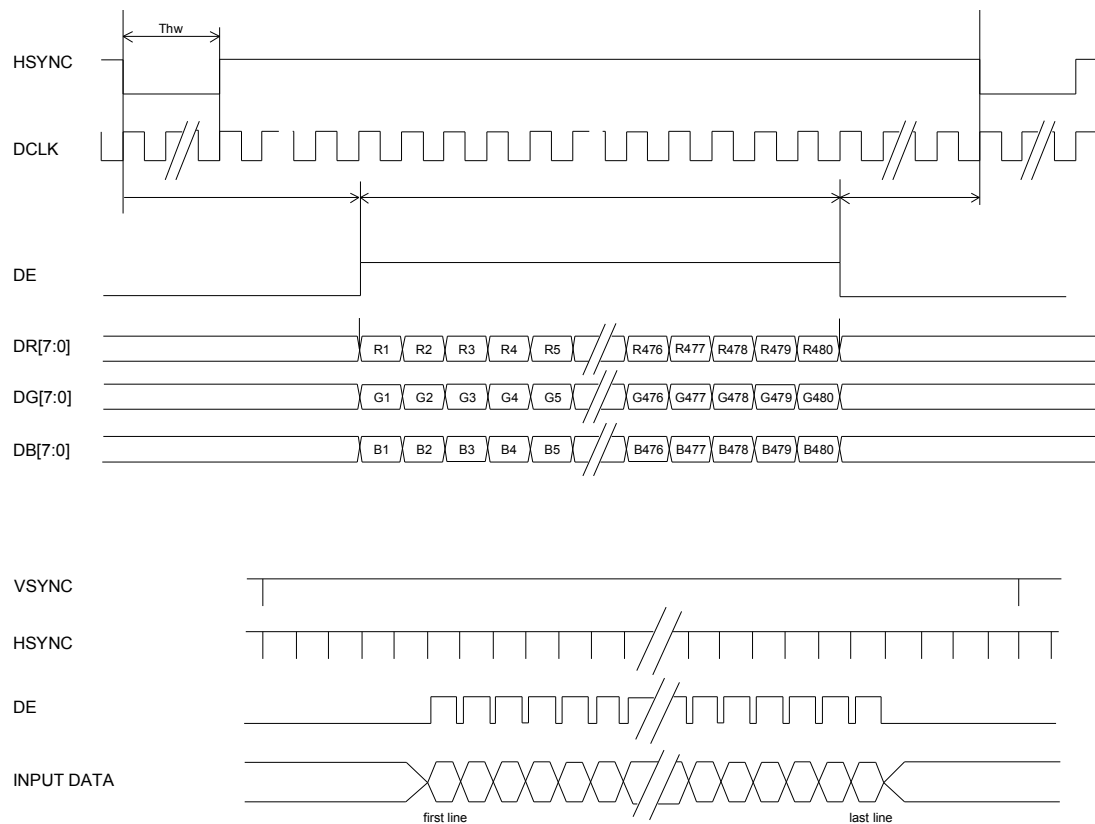 Thw
HSYNC
DCLK
DE
DR[7:0] R1 R2 R3 R4 R5 R476 R477 R478 R479 R480
DG[7:0] G1 G2 G3 G4 G5 G476 G477 G478 G479 G480
DB[7:0] B1 B2 B3 B4 B5 B476 B477 B478 B479 B480
VSYNC
HSYNC
DE
INPUT DATA
first line last line